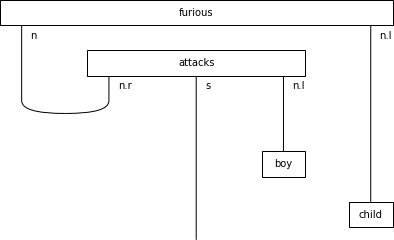 furious
n n.l
attacks
n.r s n.l
boy
child